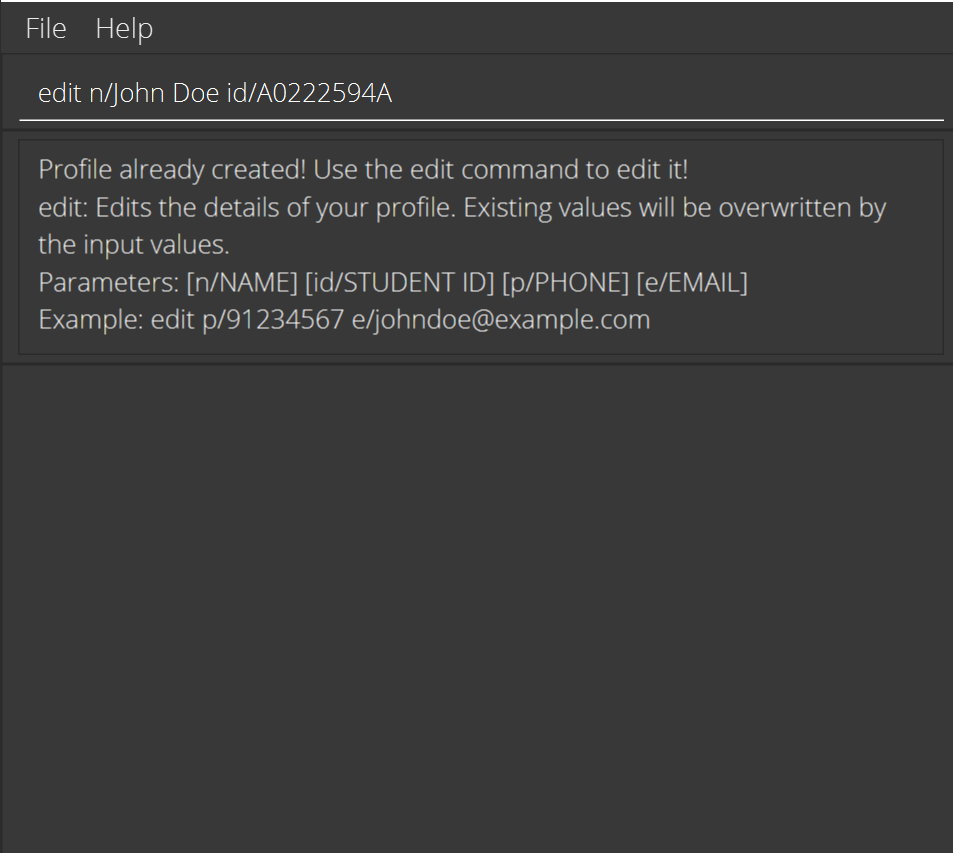 File Help
edit n/John Doe id/A0222594A
Profile already created! Use the edit command to edit it!
edit: Edits the details of your profile. Existing values will be overwritten by
the input values.
Parameters: [n/NAME] [id/STUDENT ID] [p/PHONE] [e/EMAIL]
Example: edit p/91234567 e/johndoe@example.com